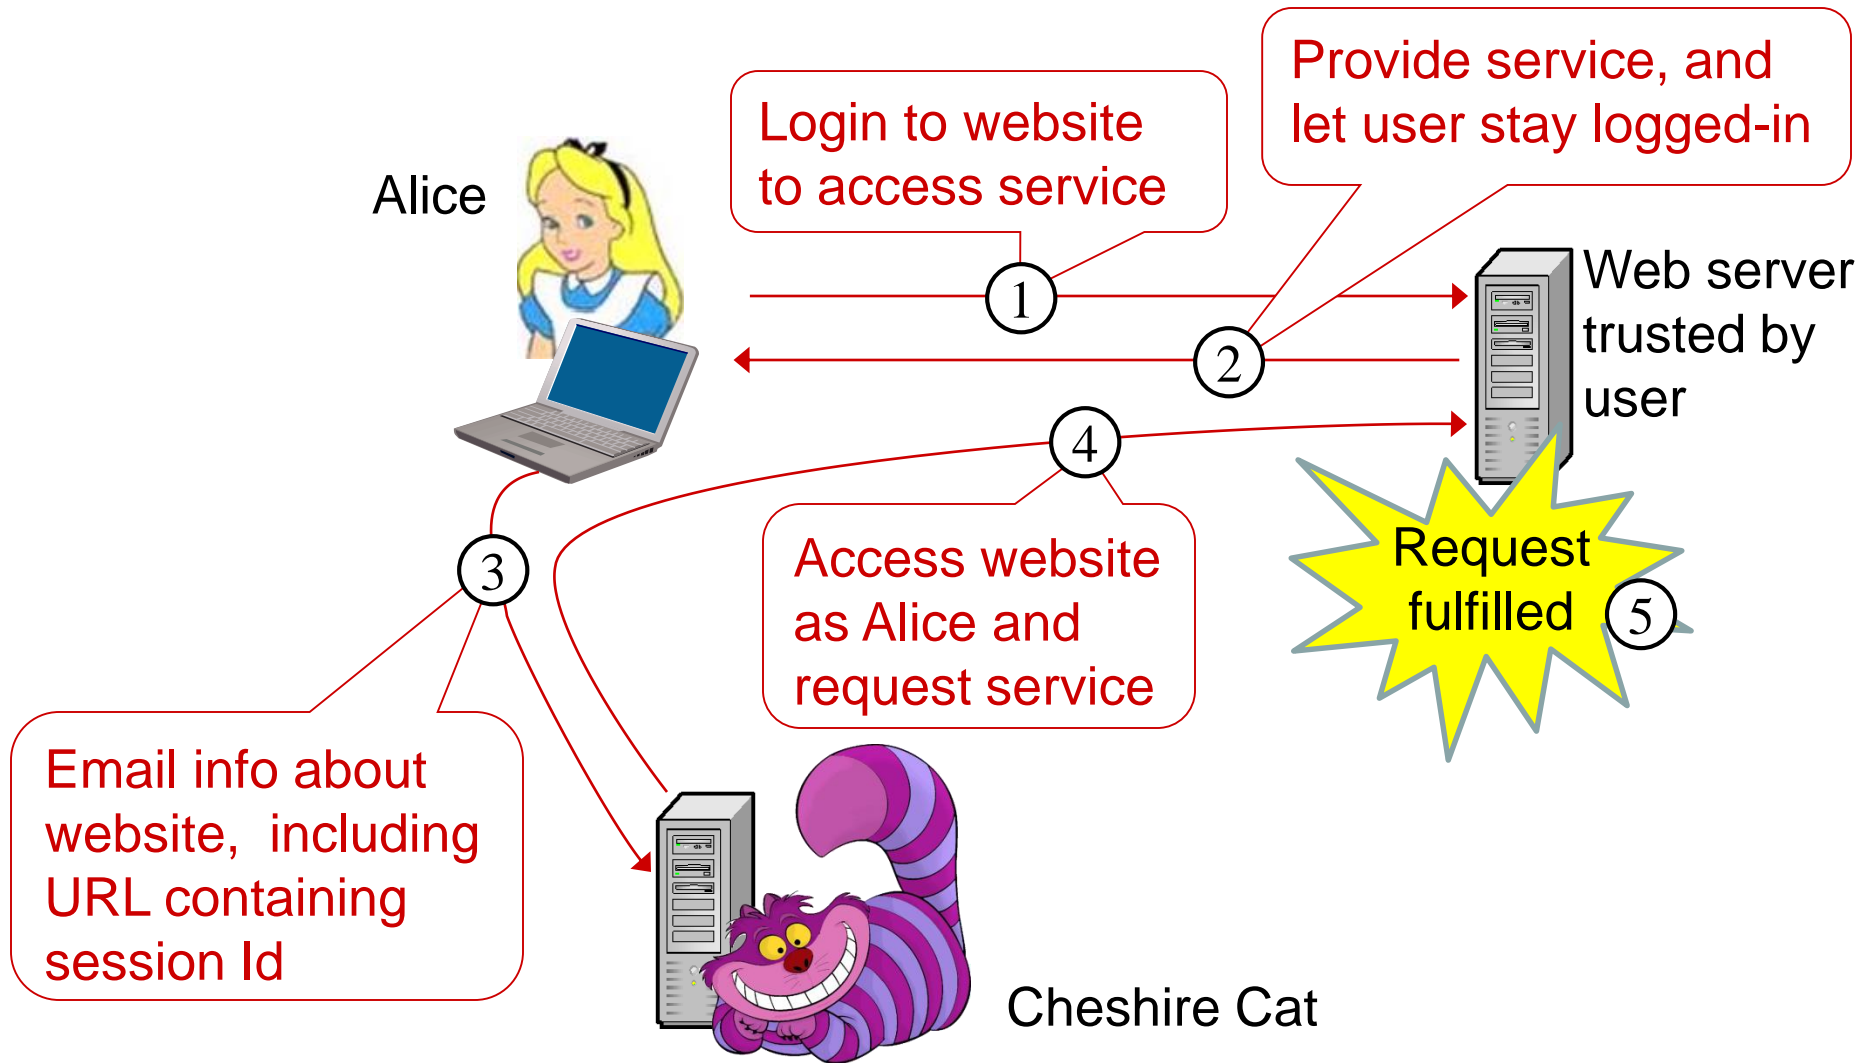 Provide service, and
let user stay logged-in
Login to website
to access service
Alice
Web server
trusted by
user
1
2
4
3
Access website
as Alice and
request service
Request
fulfilled
5
Email info about
website, including
URL containing
session Id
Cheshire Cat